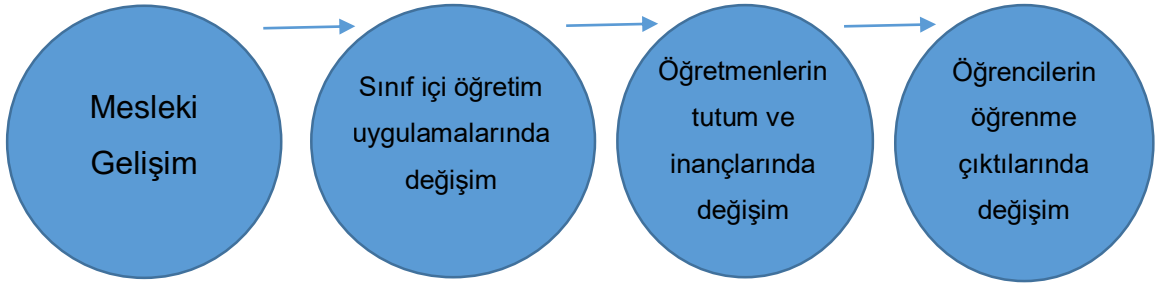 Mesleki
Gelişim
Sınıf içi öğretim
uygulamalarında
değişim
Öğretmenlerin
tutum ve
inançlarında
değişim
Öğrencilerin
öğrenme
çıktılarında
değişim